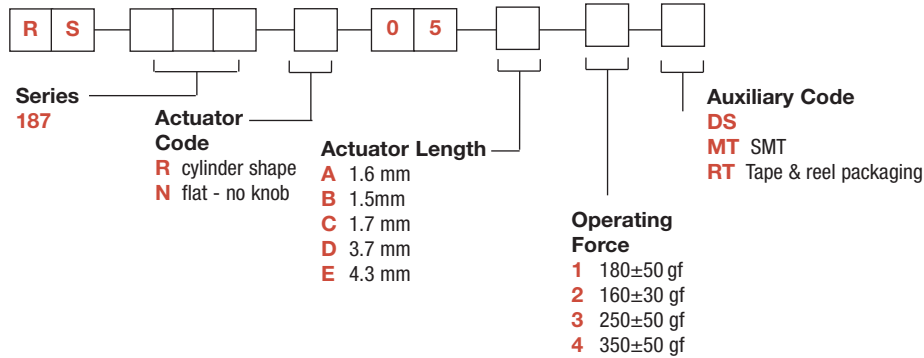 R S 0 5
Series
187
Actuator
Code
R cylinder shape
N flat - no knob
Actuator Length
A 1.6 mm
B 1.5mm
C 1.7 mm
D 3.7 mm
E 4.3 mm
Operating
Force
1 180±50 gf
2 160±30 gf
3 250±50 gf
4 350±50 gf
Auxiliary Code
DS
MT SMT
RT Tape & reel packaging